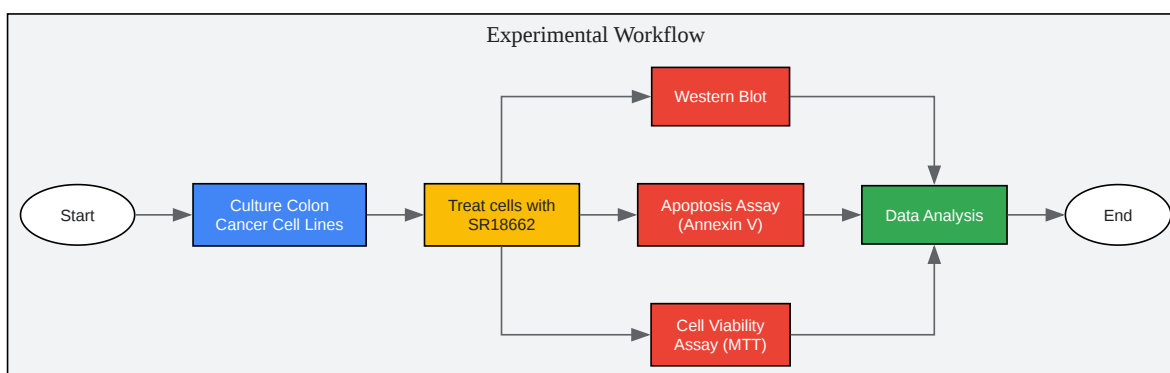 Experimental Workflow
Western Blot
Start
Culture Colon
Cancer Cell Lines
Treat cells with
SR18662
Apoptosis Assay
(Annexin V)
Data Analysis
End
Cell Viability
Assay (MTT)